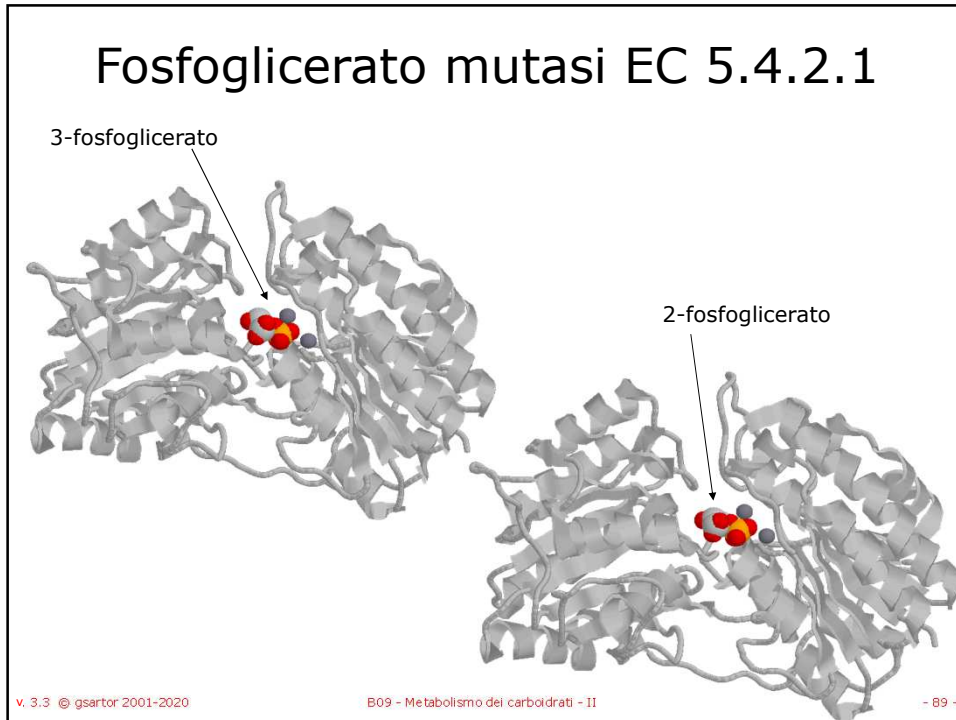 Fosfoglicerato mutasi EC 5.4.2.1
3-fosfoglicerato
2-fosfoglicerato
v. 3.3 © gsartor 2001-2020
B09 - Metabolismo dei carboidrati - II
- 89 -